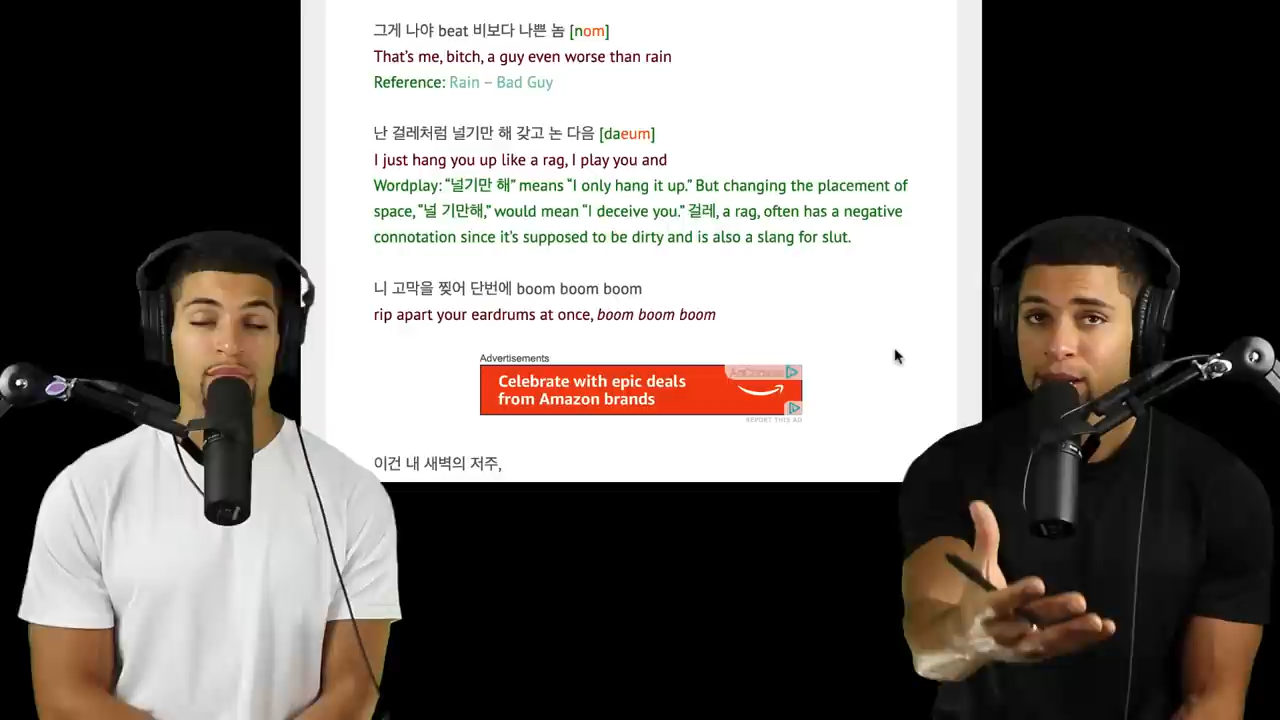 그게 나야 beat 비보다 나쁜 놈 [nom]
That's me, bitch, a guy even worse than rain
Reference: Rain – Bad Guy
난 걸레처럼 널기만 해 갖고 논 다음 [daeum]
I just hang you up like a rag, I play you and
Wordplay: “널기만 해” means “I only hang it up.” But changing the placement of
space, “널 기만해,” would mean “I deceive you.” 걸레, a rag, often has a negative
connotation since it's supposed to be dirty and is also a slang for slut.
니 고막을 찢어 단번에 boom boom boom
rip apart your eardrums at once, boom boom boom
Advertisements
AdChoices
Celebrate with epic deals
from Amazon brands
REPORT THIS AD
이건 내 새벽의 저주,